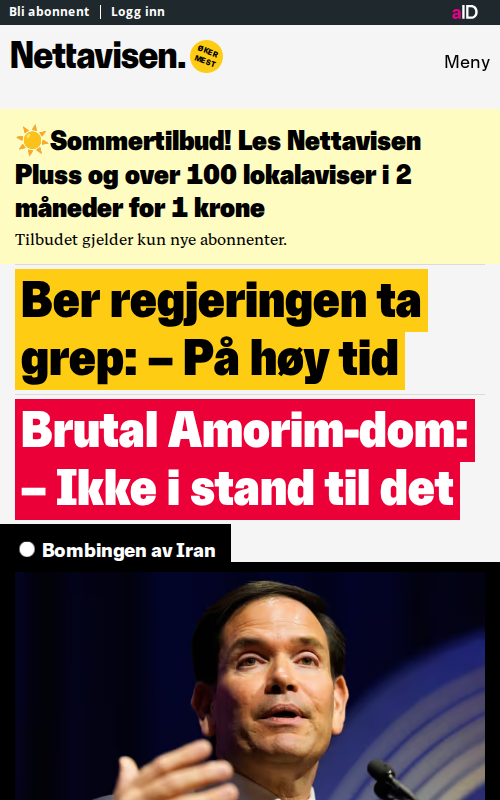 Bli abonnent
Logg inn
aID
Nettavisen.
ØKER
MEST
Meny
Sommertilbud! Les Nettavisen
Pluss og over 100 lokalaviser i 2
måneder for 1 krone
Tilbudet gjelder kun nye abonnenter.
Ber regjeringen ta
grep: – På høy tid
Brutal Amorim-dom:
– Ikke i stand til det
Bombingen av Iran